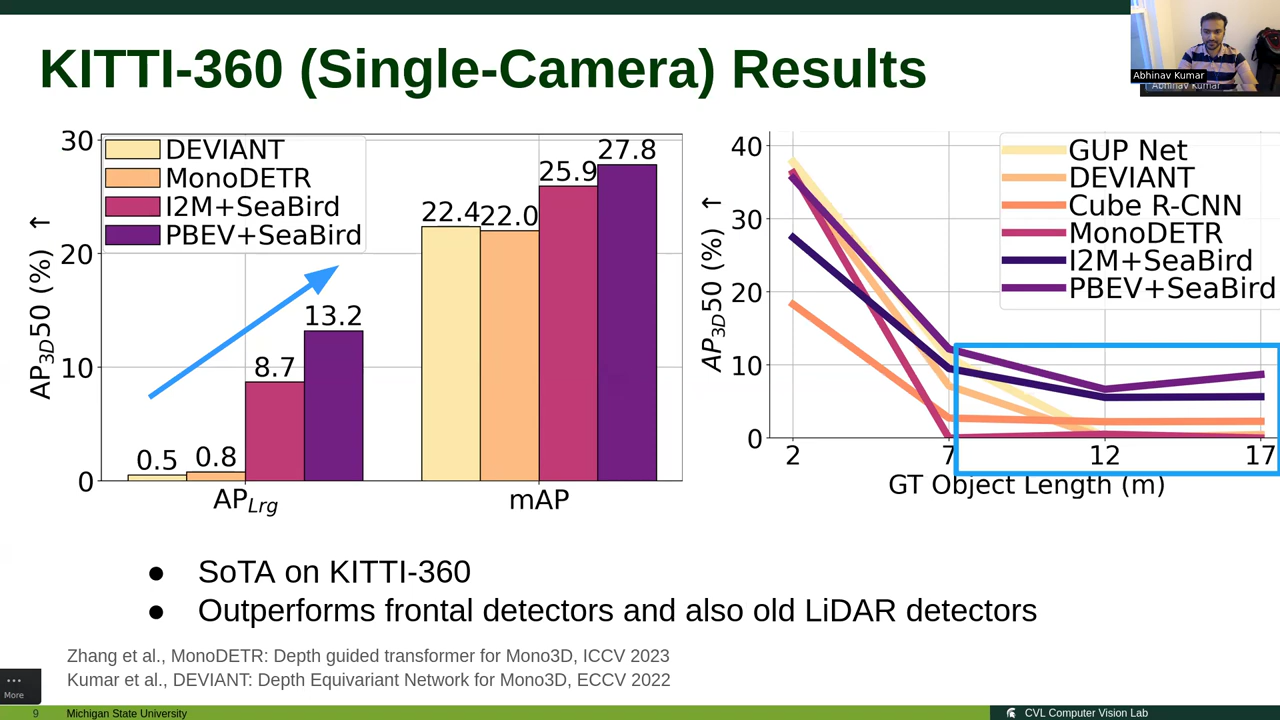 KITTI-360 (Single-Camera) Results
Abhinav Kumar
Abhinav Kumar
AP3D50 (%) ↑
30
20
10
0
DEVIANT
MonoDETR
I2M+SeaBird
PBEV+SeaBird
0.5
0.8
8.7
13.2
22.4
22.0
25.9
27.8
APLrg
mAP
AP3D50 (%) ↑
40
30
20
10
0
GUP Net
DEVIANT
Cube R-CNN
MonoDETR
I2M+SeaBird
PBEV+SeaBird
2
7
12
17
GT Object Length (m)
● SoTA on KITTI-360
● Outperforms frontal detectors and also old LiDAR detectors
Zhang et al., MonoDETR: Depth guided transformer for Mono3D, ICCV 2023
Kumar et al., DEVIANT: Depth Equivariant Network for Mono3D, ECCV 2022
More
9
Michigan State University
CVL Computer Vision Lab